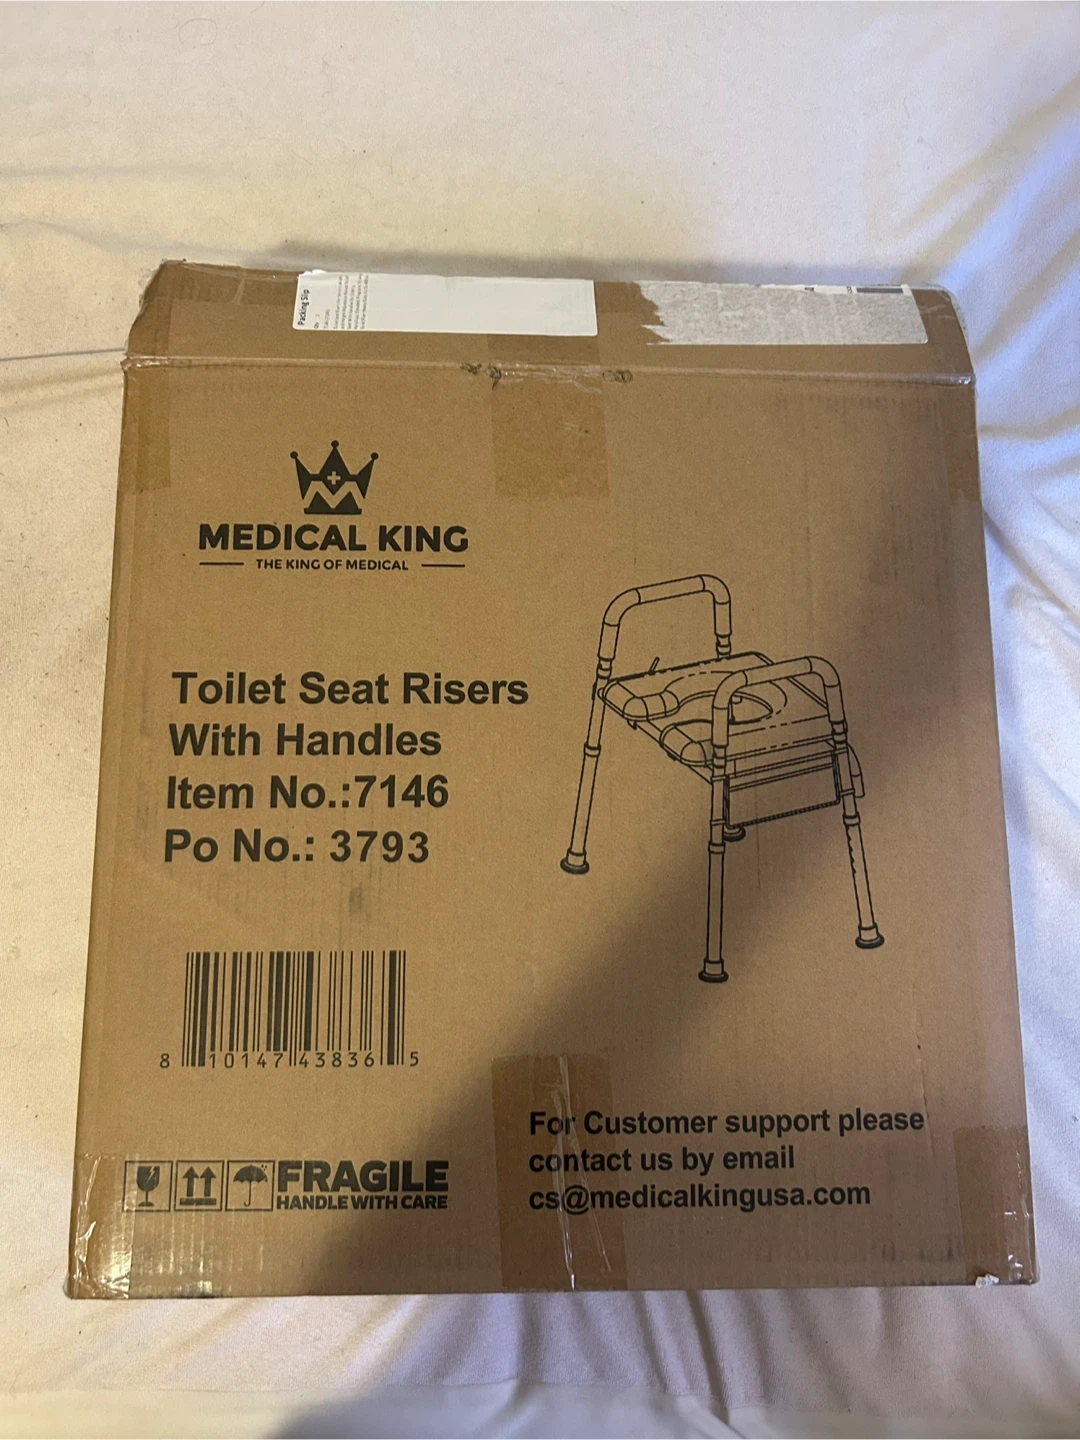 Packing Slip
MEDICAL KING
THE KING OF MEDICAL
Toilet Seat Risers
With Handles
Item No.:7146
Po No.: 3793
8 10147 43836 5
FRAGILE
HANDLE WITH CARE
For Customer support please
contact us by email
cs@medicalkingusa.com